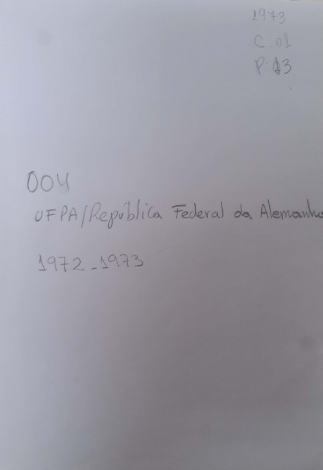 1973
C.01
P.13
004
UFPA/República Federal da Alemanha
1972-1973